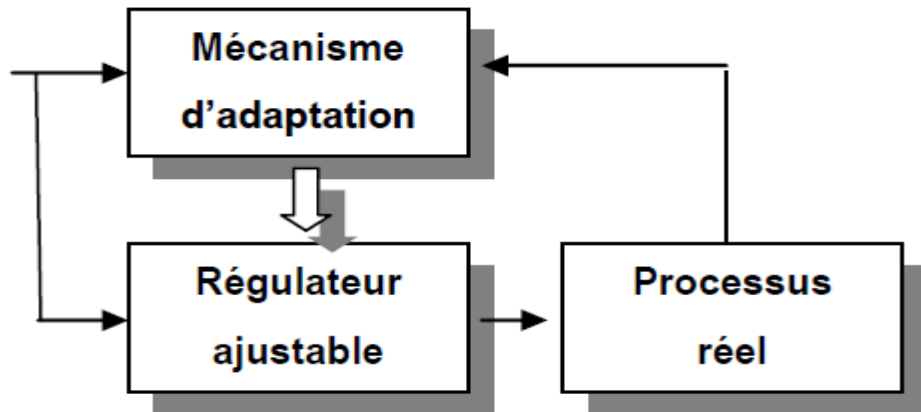 Mécanisme
d’adaptation
Régulateur
ajustable
Processus
réel